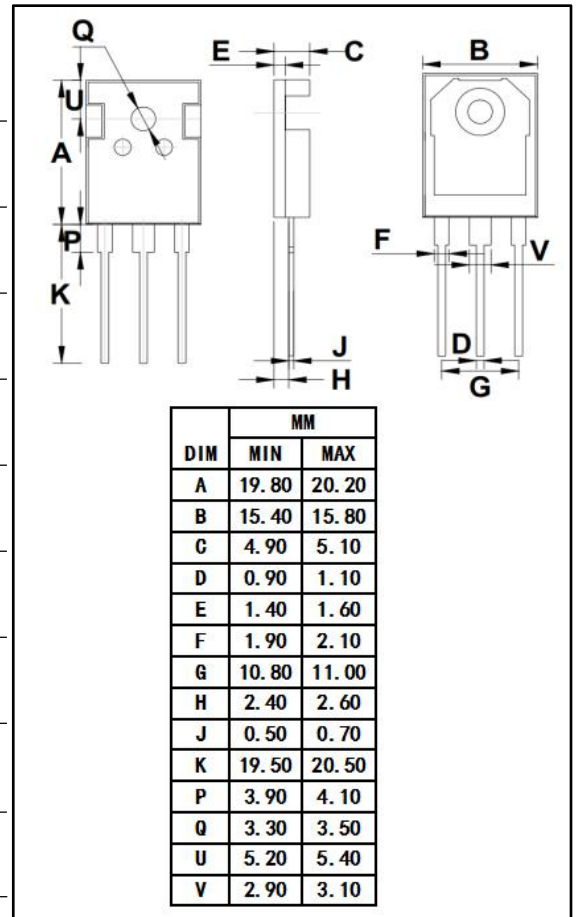 Q
E
C
B
U
A
P
K
F
V
J
H
D
G
MM
DIM MIN MAX
A 19.80 20.20
B 15.40 15.80
C 4.90 5.10
D 0.90 1.10
E 1.40 1.60
F 1.90 2.10
G 10.80 11.00
H 2.40 2.60
J 0.50 0.70
K 19.50 20.50
P 3.90 4.10
Q 3.30 3.50
U 5.20 5.40
V 2.90 3.10